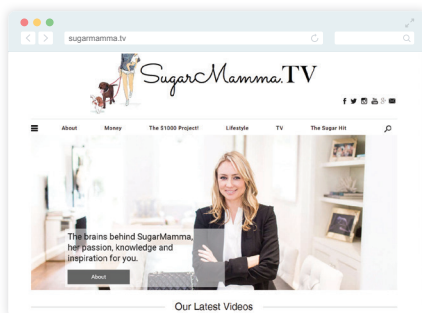 sugarmamma.tv
SugarMamma.TV
About Money The $1000 Project! Lifestyle TV The Sugar Hit
The brains behind SugarMamma,
her passion, knowledge and
inspiration for you.
About
Our Latest Videos